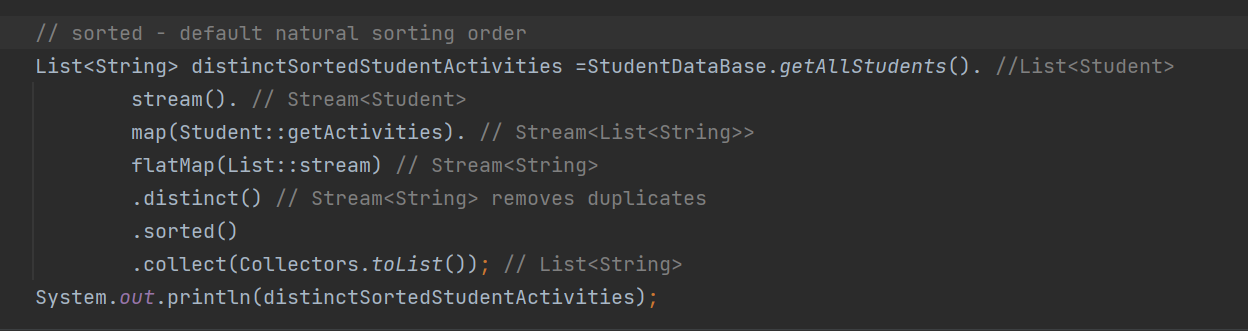 // sorted - default natural sorting order
List<String> distinctSortedStudentActivities =StudentDataBase.getAllStudents(). //List<Student>
stream(). // Stream<Student>
map(Student::getActivities). // Stream<List<String>>
flatMap(List::stream) // Stream<String>
.distinct() // Stream<String> removes duplicates
.sorted()
.collect(Collectors.toList()); // List<String>
System.out.println(distinctSortedStudentActivities);